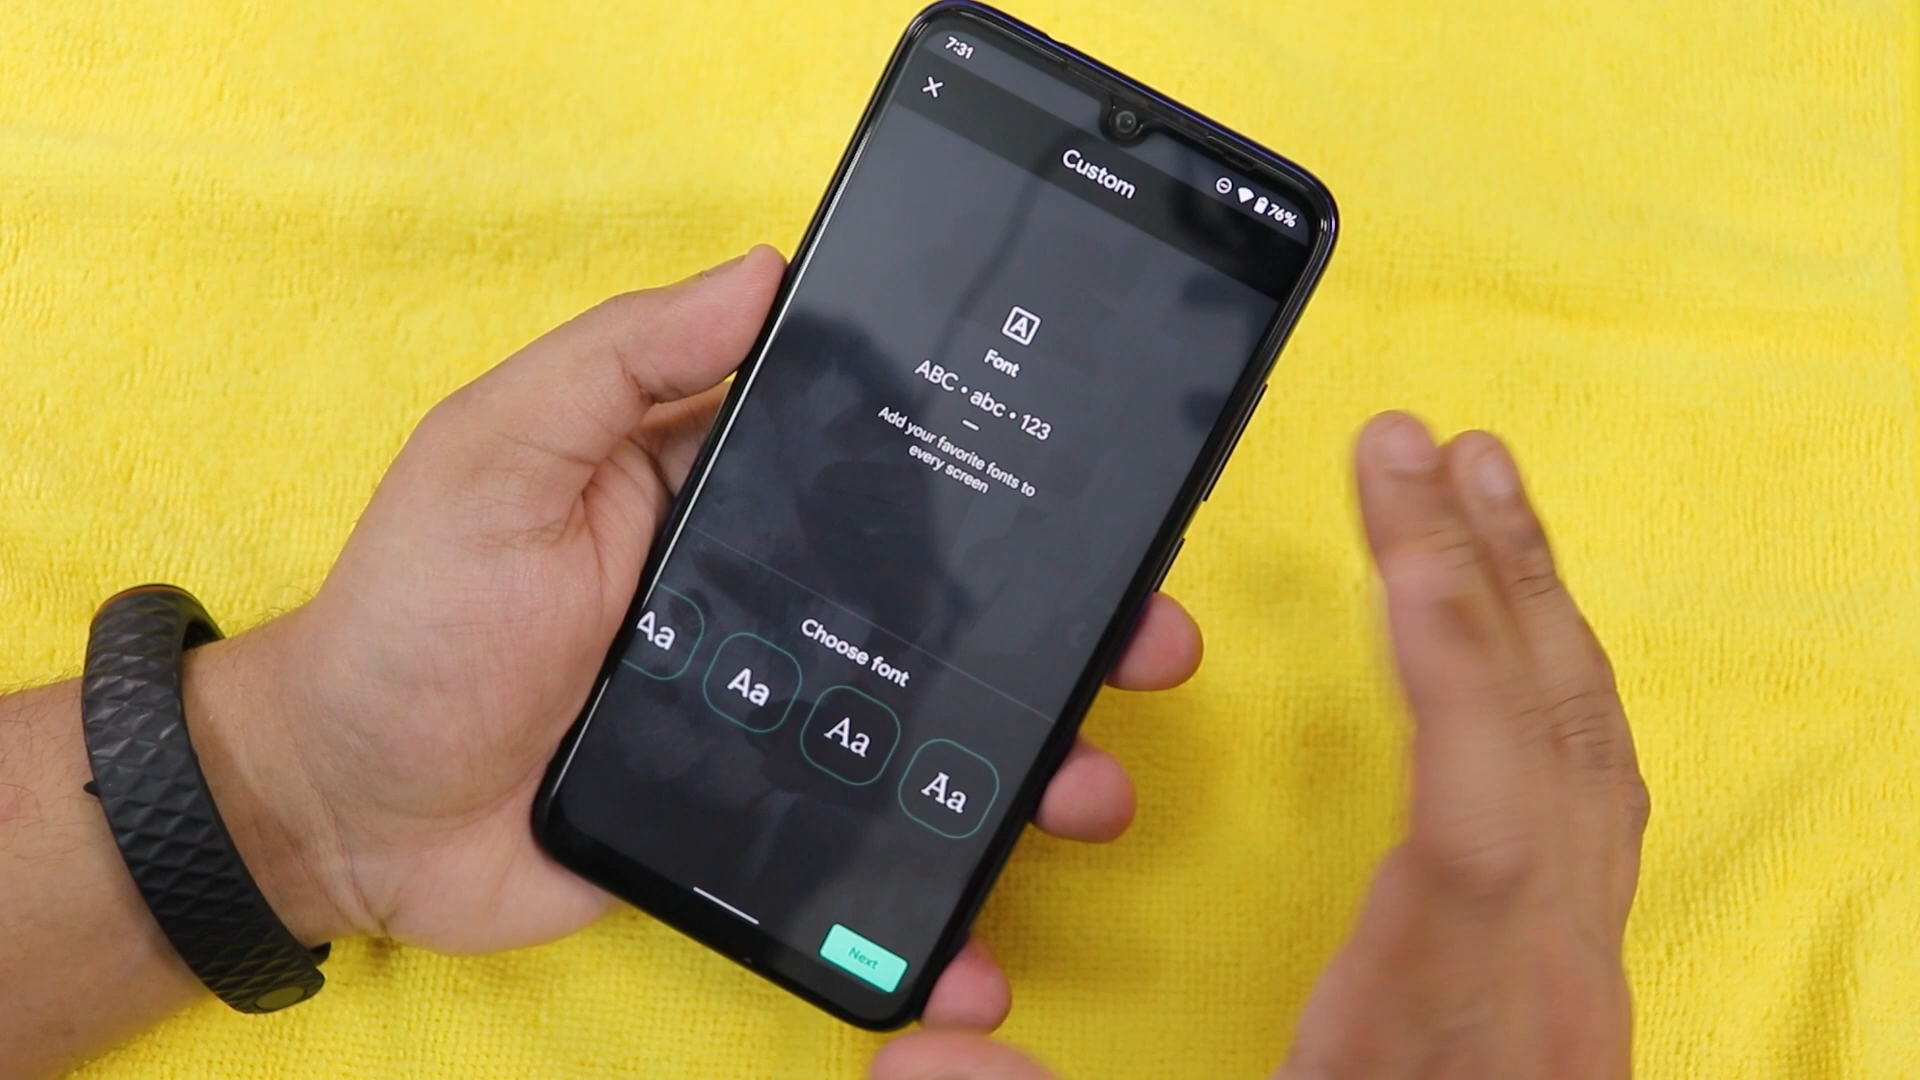 7:31
76%
Custom
Font
ABC • abc • 123
Add your favorite fonts to
every screen
Choose font
Aa
Aa
Aa
Aa
Next